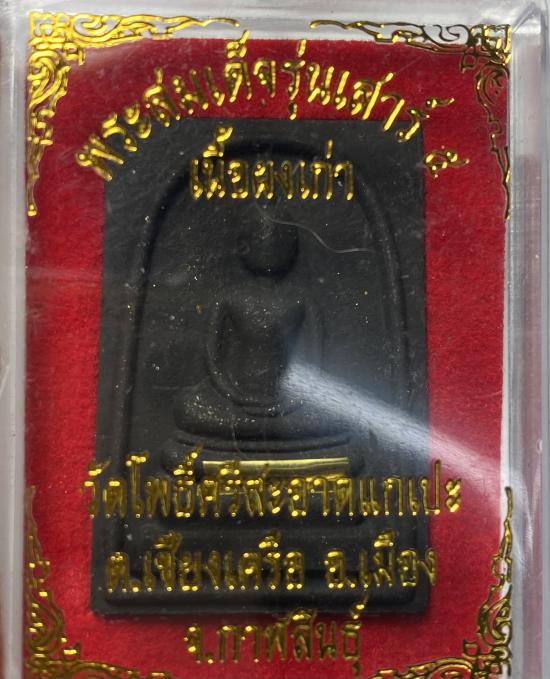 พระสมเด็จรุ่นเสาร์ ๕
เนื้อผงเก่า
วัดโพธิ์ศรีสะอาดแกเปะ
ต.เชียงเครือ อ.เมือง
จ.กาฬสินธุ์